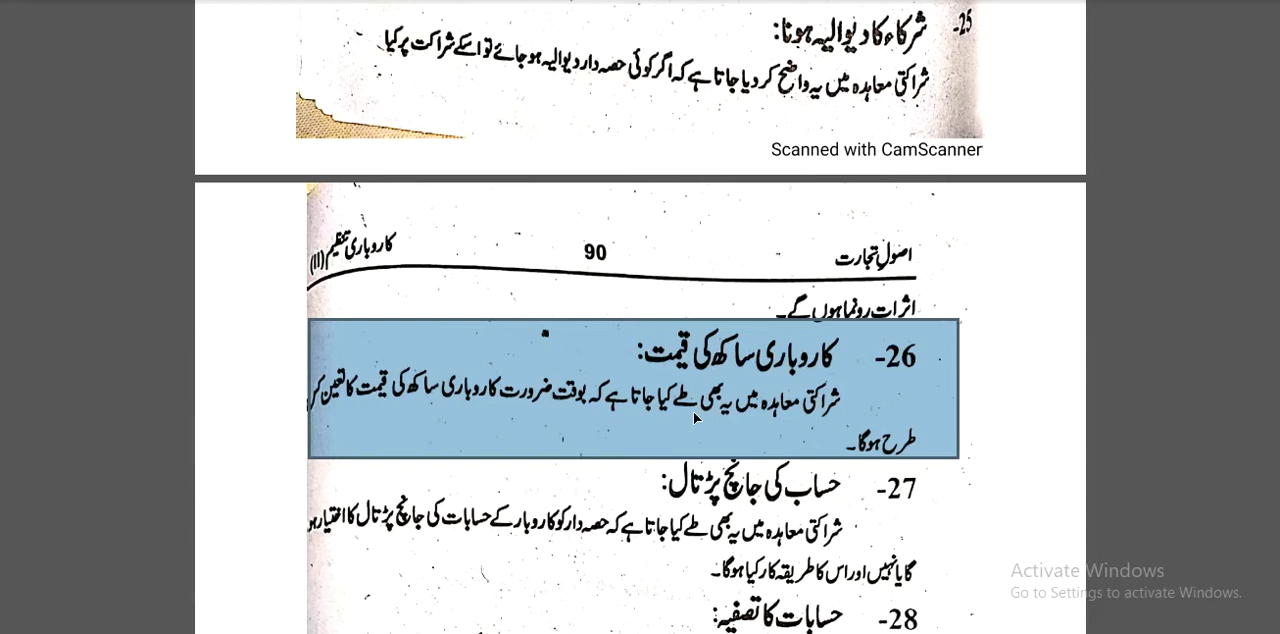 -25 شرکاء کا دیوالیہ ہونا:
شراکتی معاہدہ میں یہ واضح کر دیا جاتا ہے کہ اگر کوئی حصہ دار دیوالیہ ہو جائے تو اسکے شراکت پر کیا
Scanned with CamScanner
اصولِ تجارت 90 کاروباری تنظیم (II)
اثرات رونما ہوں گے۔
-26 کاروباری ساکھ کی قیمت:
شراکتی معاہدہ میں یہ بھی طے کیا جاتا ہے کہ بوقت ضرورت کاروباری ساکھ کی قیمت کا تعین کر
طرح ہوگا۔
-27 حساب کی جانچ پڑتال:
شراکتی معاہدہ میں یہ بھی طے کیا جاتا ہے کہ حصہ دار کو کاروبار کے حسابات کی جانچ پڑتال کا اختیار ہو
گا یا نہیں اور اس کا طریقہ کار کیا ہوگا۔
-28 حسابات کا تصفیہ:
Activate Windows
Go to Settings to activate Windows.